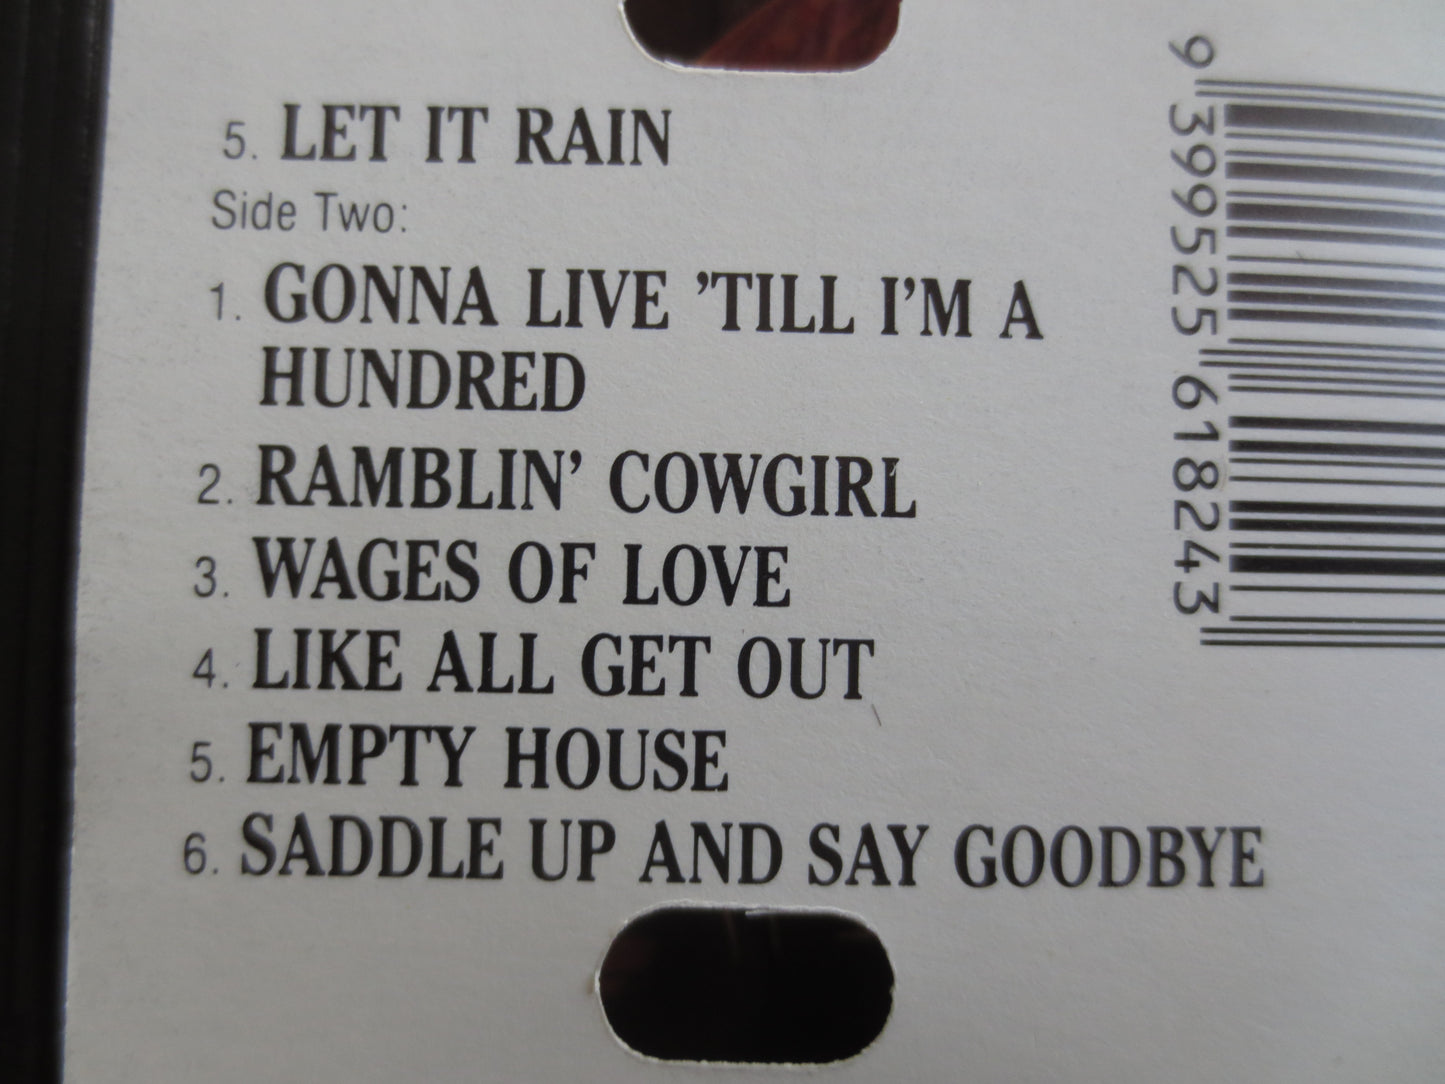 5. LET IT RAIN
Side Two:
1. GONNA LIVE ’TILL I’M A
HUNDRED
2. RAMBLIN’ COWGIRL
3. WAGES OF LOVE
4. LIKE ALL GET OUT
5. EMPTY HOUSE
6. SADDLE UP AND SAY GOODBYE
9 399525 618243